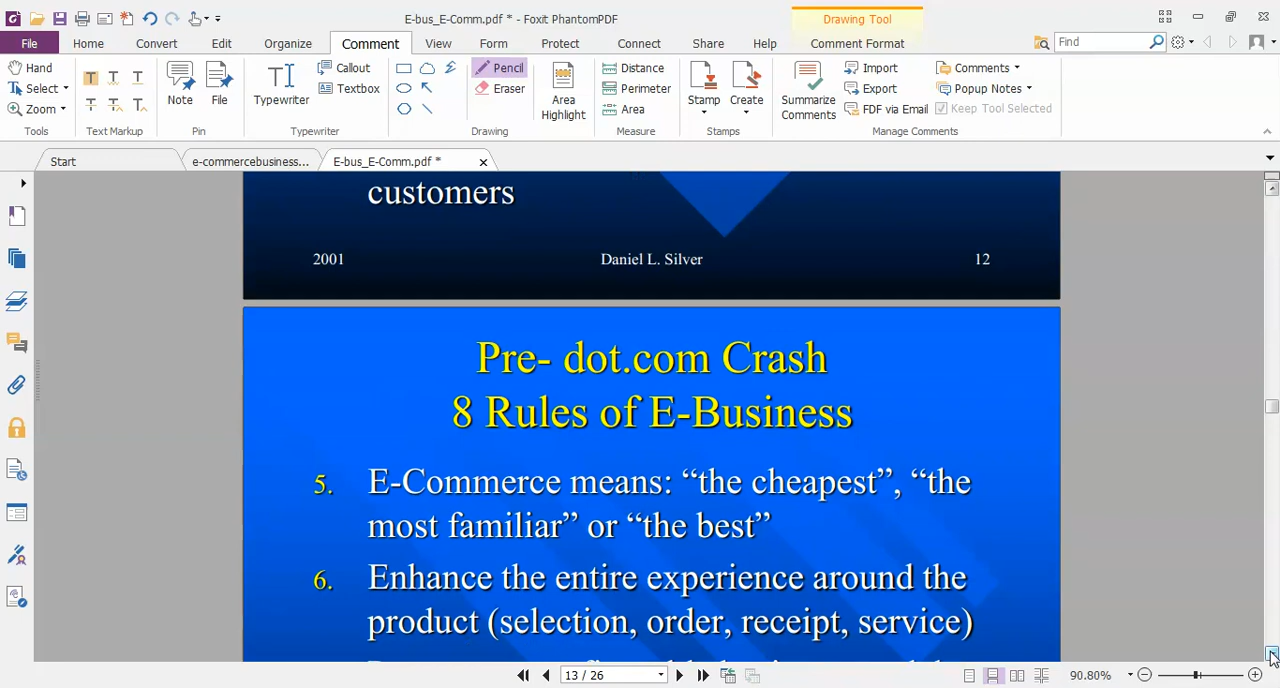 E-bus_E-Comm.pdf * - Foxit PhantomPDF
Drawing Tool
File Home Convert Edit Organize Comment View Form Protect Connect Share Help Comment Format Find
Hand
Select
Zoom
Tools
T T T
T T T
Text Markup
Note
File
Pin
Typewriter
Callout
Textbox
Typewriter
Pencil
Eraser
Drawing
Area
Highlight
Distance
Perimeter
Area
Measure
Stamp
Create
Stamps
Summarize
Comments
Import
Export
FDF via Email
Comments
Popup Notes
Keep Tool Selected
Manage Comments
Start
e-commercebusiness...
E-bus_E-Comm.pdf *
customers
2001 Daniel L. Silver 12
Pre- dot.com Crash
8 Rules of E-Business
5. E-Commerce means: “the cheapest”, “the
most familiar” or “the best”
6. Enhance the entire experience around the
product (selection, order, receipt, service)
13 / 26
90.80%